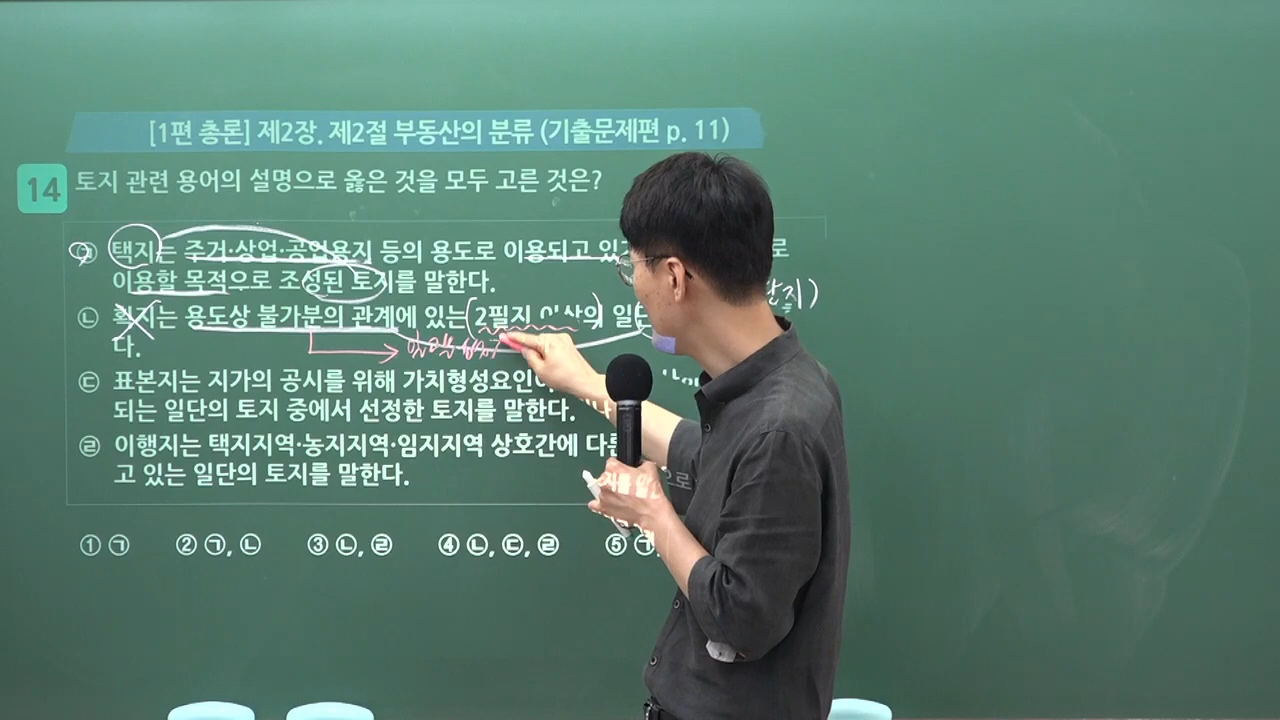 [1편 총론] 제2장. 제2절 부동산의 분류 (기출문제편 p. 11)
14 토지 관련 용어의 설명으로 옳은 것을 모두 고른 것은?
㉠ 택지는 주거·상업·공업용지 등의 용도로 이용되고 있거 로
이용할 목적으로 조성된 토지를 말한다.
㉡ 획지는 용도상 불가분의 관계에 있는 (2필지 이상의) 일단
다.
㉢ 표본지는 지가의 공시를 위해 가치형성요인이
되는 일단의 토지 중에서 선정한 토지를 말한다.
㉣ 이행지는 택지지역·농지지역·임지지역 상호간에 다른
고 있는 일단의 토지를 말한다.
① ㉠ ② ㉠, ㉡ ③ ㉡, ㉣ ④ ㉡, ㉢, ㉣ ⑤ ㉠,